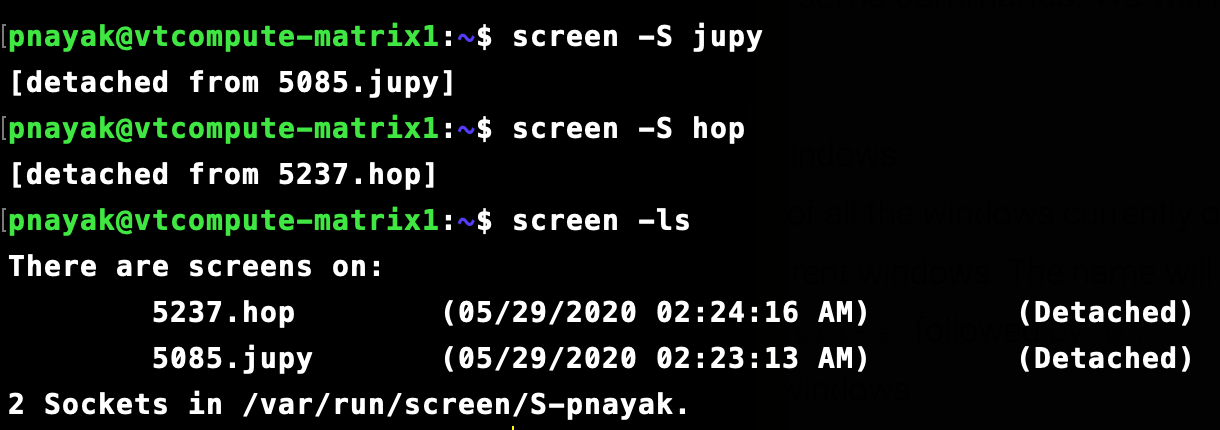 [pnayak@vtcompute-matrix1:~$ screen -S jupy
[detached from 5085.jupy]
[pnayak@vtcompute-matrix1:~$ screen -S hop
[detached from 5237.hop]
[pnayak@vtcompute-matrix1:~$ screen -ls
There are screens on:
5237.hop (05/29/2020 02:24:16 AM) (Detached)
5085.jupy (05/29/2020 02:23:13 AM) (Detached)
2 Sockets in /var/run/screen/S-pnayak.